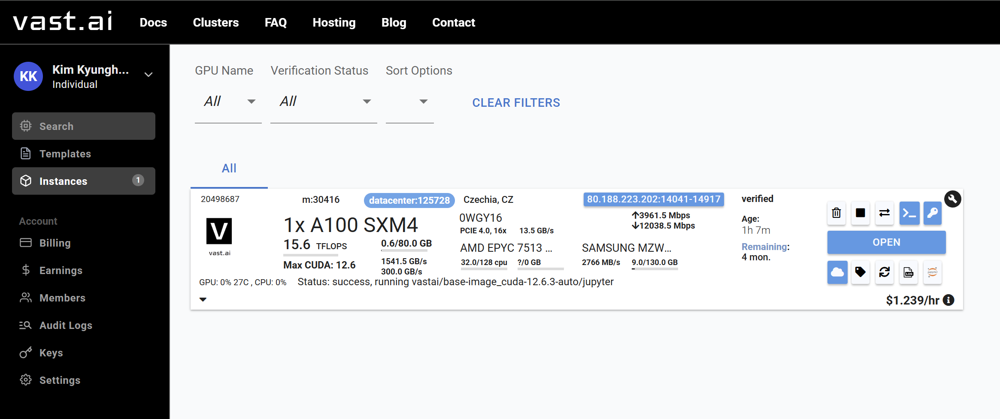 vast.ai Docs Clusters FAQ Hosting Blog Contact
KK Kim Kyungh...
Individual
Search
Templates
Instances 1
Account
Billing
Earnings
Members
Audit Logs
Keys
Settings
GPU Name Verification Status Sort Options
All All CLEAR FILTERS
All
20498687 m:30416 datacenter:125728 Czechia, CZ 80.188.223.202:14041-14917 verified
V
vast.ai
1x A100 SXM4
15.6 TFLOPS 0.6/80.0 GB
Max CUDA: 12.6 1541.5 GB/s
300.0 GB/s
0WGY16
PCIE 4.0, 16x 13.5 GB/s
AMD EPYC 7513 ...
32.0/128 cpu ?/0 GB
↑3961.5 Mbps
↓12038.5 Mbps
SAMSUNG MZW...
2766 MB/s 9.0/130.0 GB
Age:
1h 7m
Remaining:
4 mon.
OPEN
LOG jupyter
GPU: 0% 27C , CPU: 0% Status: success, running vastai/base-image_cuda-12.6.3-auto/jupyter
$1.239/hr